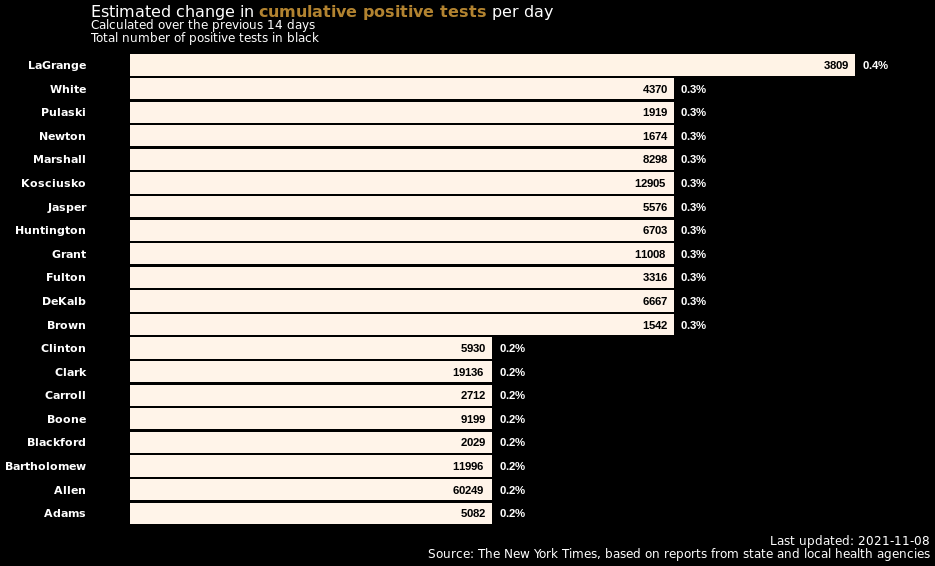 Estimated change in cumulative positive tests per day
Calculated over the previous 14 days
Total number of positive tests in black
LaGrange 3809 0.4%
White 4370 0.3%
Pulaski 1919 0.3%
Newton 1674 0.3%
Marshall 8298 0.3%
Kosciusko 12905 0.3%
Jasper 5576 0.3%
Huntington 6703 0.3%
Grant 11008 0.3%
Fulton 3316 0.3%
DeKalb 6667 0.3%
Brown 1542 0.3%
Clinton 5930 0.2%
Clark 19136 0.2%
Carroll 2712 0.2%
Boone 9199 0.2%
Blackford 2029 0.2%
Bartholomew 11996 0.2%
Allen 60249 0.2%
Adams 5082 0.2%
Last updated: 2021-11-08
Source: The New York Times, based on reports from state and local health agencies